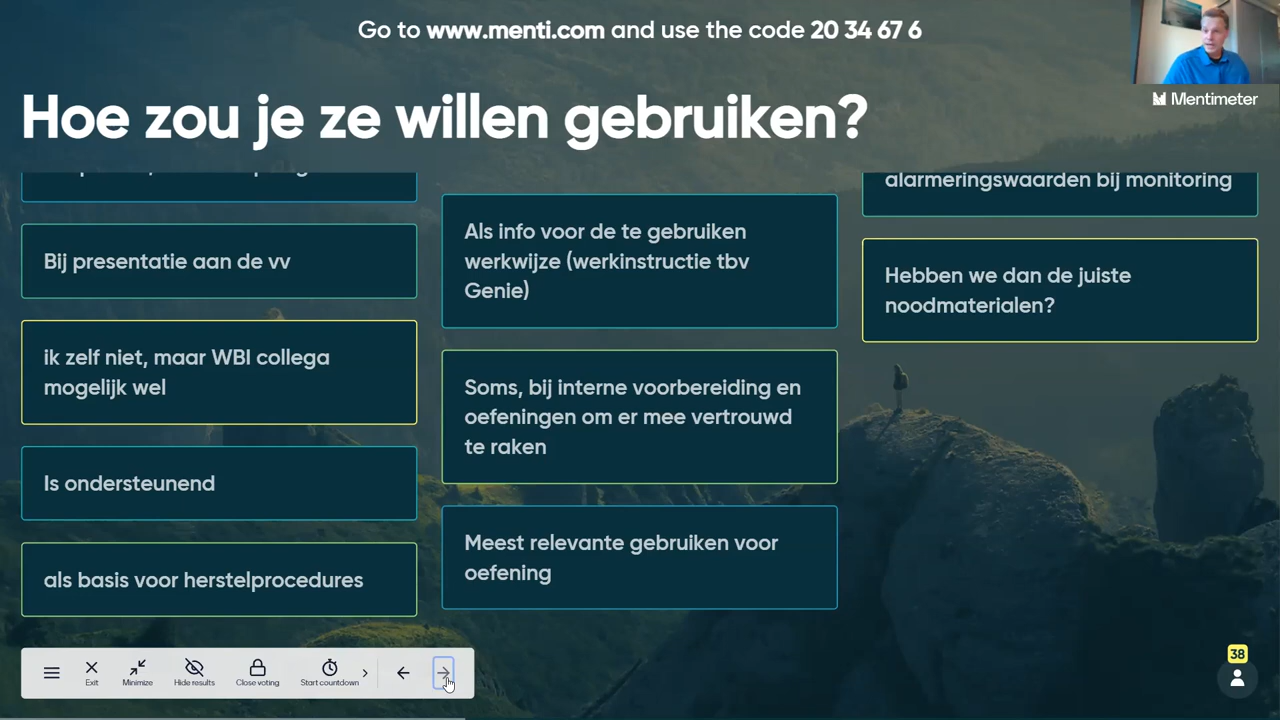 Go to www.menti.com and use the code 20 34 67 6
Mentimeter
Hoe zou je ze willen gebruiken?
Bij presentatie aan de vv
ik zelf niet, maar WBI collega
mogelijk wel
Is ondersteunend
als basis voor herstelprocedures
Als info voor de te gebruiken
werkwijze (werkinstructie tbv
Genie)
Soms, bij interne voorbereiding en
oefeningen om er mee vertrouwd
te raken
Meest relevante gebruiken voor
oefening
alarmeringswaarden bij monitoring
Hebben we dan de juiste
noodmaterialen?
Exit
Minimize
Hide results
Close voting
Start countdown
38